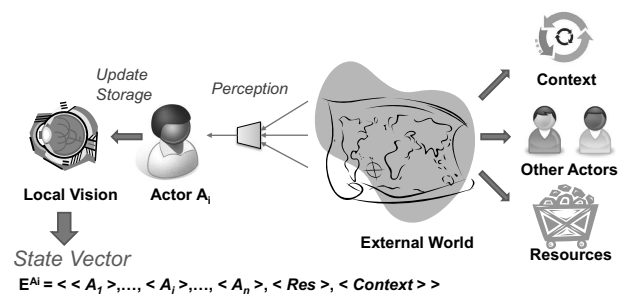 Update
Storage
Perception
Context
Other Actors
Local Vision
Actor Ai
External World
Resources
State Vector
E^Ai = < < A1 >,..., < Aj >,..., < An >, < Res >, < Context > >